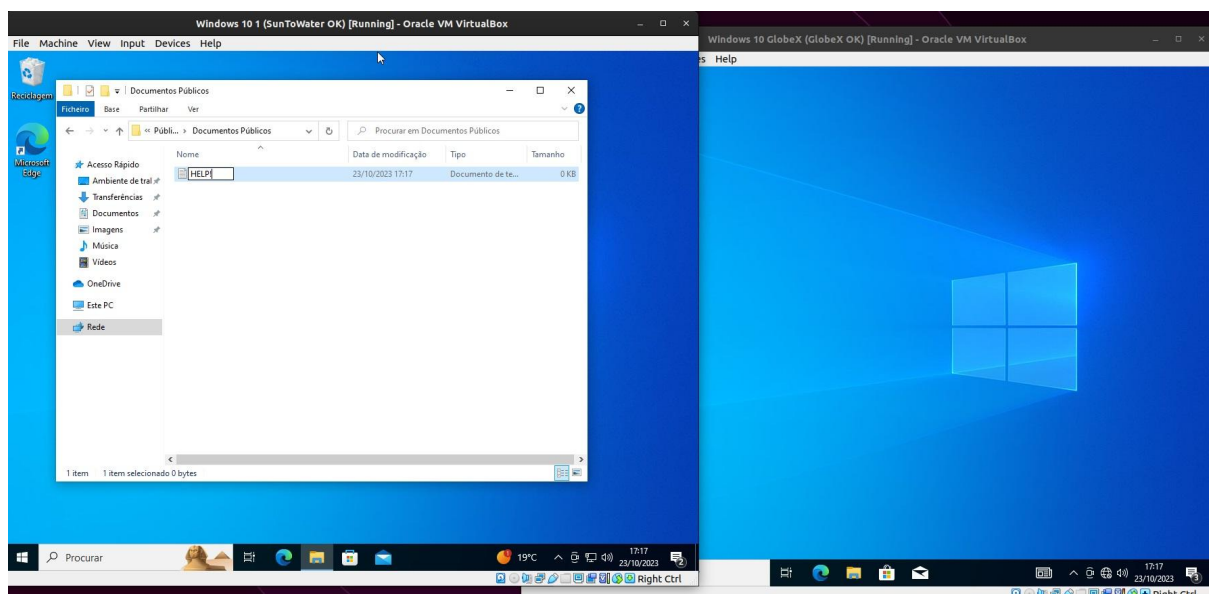 Windows 10 1 (SunToWater OK) [Running] - Oracle VM VirtualBox
File Machine View Input Devices Help
Reciclagem
Microsoft
Edge
Documentos Públicos
Ficheiro Base Partilhar Ver
« Públi... › Documentos Públicos
Procurar em Documentos Públicos
Nome Data de modificação Tipo Tamanho
HELP! 23/10/2023 17:17 Documento de te... 0 KB
Acesso Rápido
Ambiente de tral
Transferências
Documentos
Imagens
Música
Vídeos
OneDrive
Este PC
Rede
1 item 1 item selecionado 0 bytes
Procurar
19°C
17:17
23/10/2023
2
Right Ctrl
Windows 10 GlobeX (GlobeX OK) [Running] - Oracle VM VirtualBox
s Help
17:17
23/10/2023
3
Right Ctrl